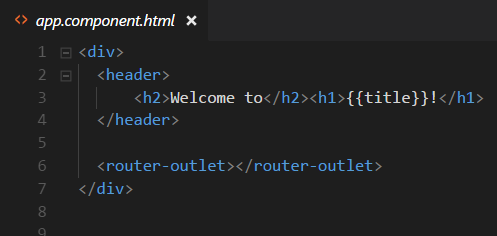 <> app.component.html ×
1 <div>
2   <header>
3       <h2>Welcome to</h2><h1>{{title}}!</h1>
4   </header>
5
6   <router-outlet></router-outlet>
7 </div>
8
9